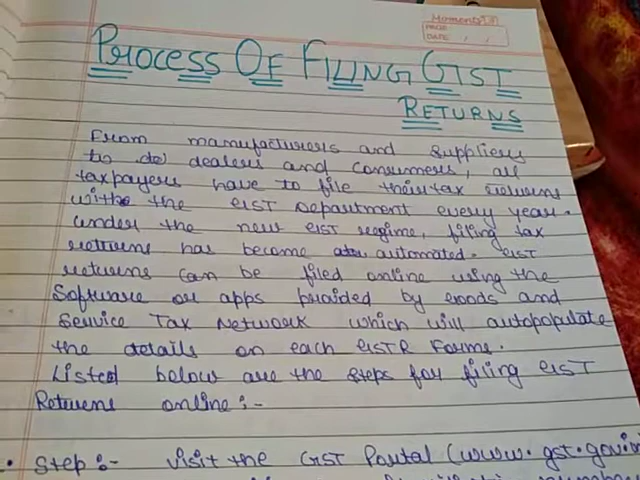 Moments
PAGE
DATE / /
PROCESS OF FILING GST
RETURNS
From manufacturers and suppliers
to dealers and consumers, all
taxpayers have to file their tax returns
with the GST Department every year.
under the new GST regime, filing tax
returns has become automated. GST
returns can be filed online using the
Software or apps praided by Goods and
Service Tax Network which will autopopulate
the details on each GSTR Forms.
Listed below are the steps for filing GST
Returns online:-
• Step:- visit the GST Portal (www.gst.gov.in